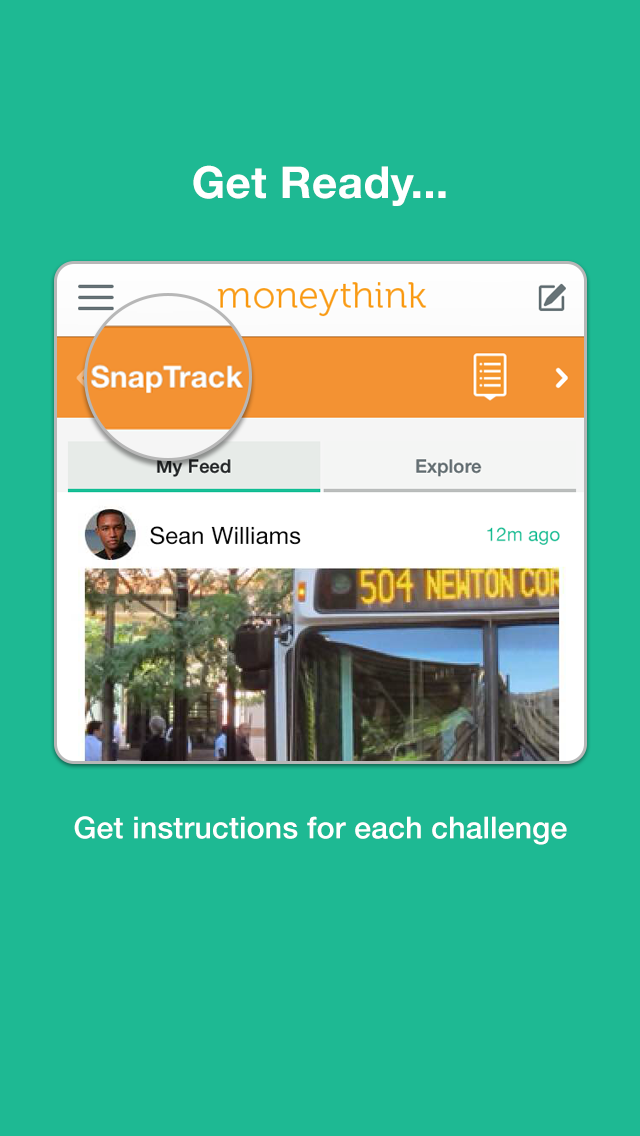 Get Ready...
moneythink
SnapTrack
My Feed
Explore
Sean Williams
12m ago
504 NEWTON COR
Get instructions for each challenge